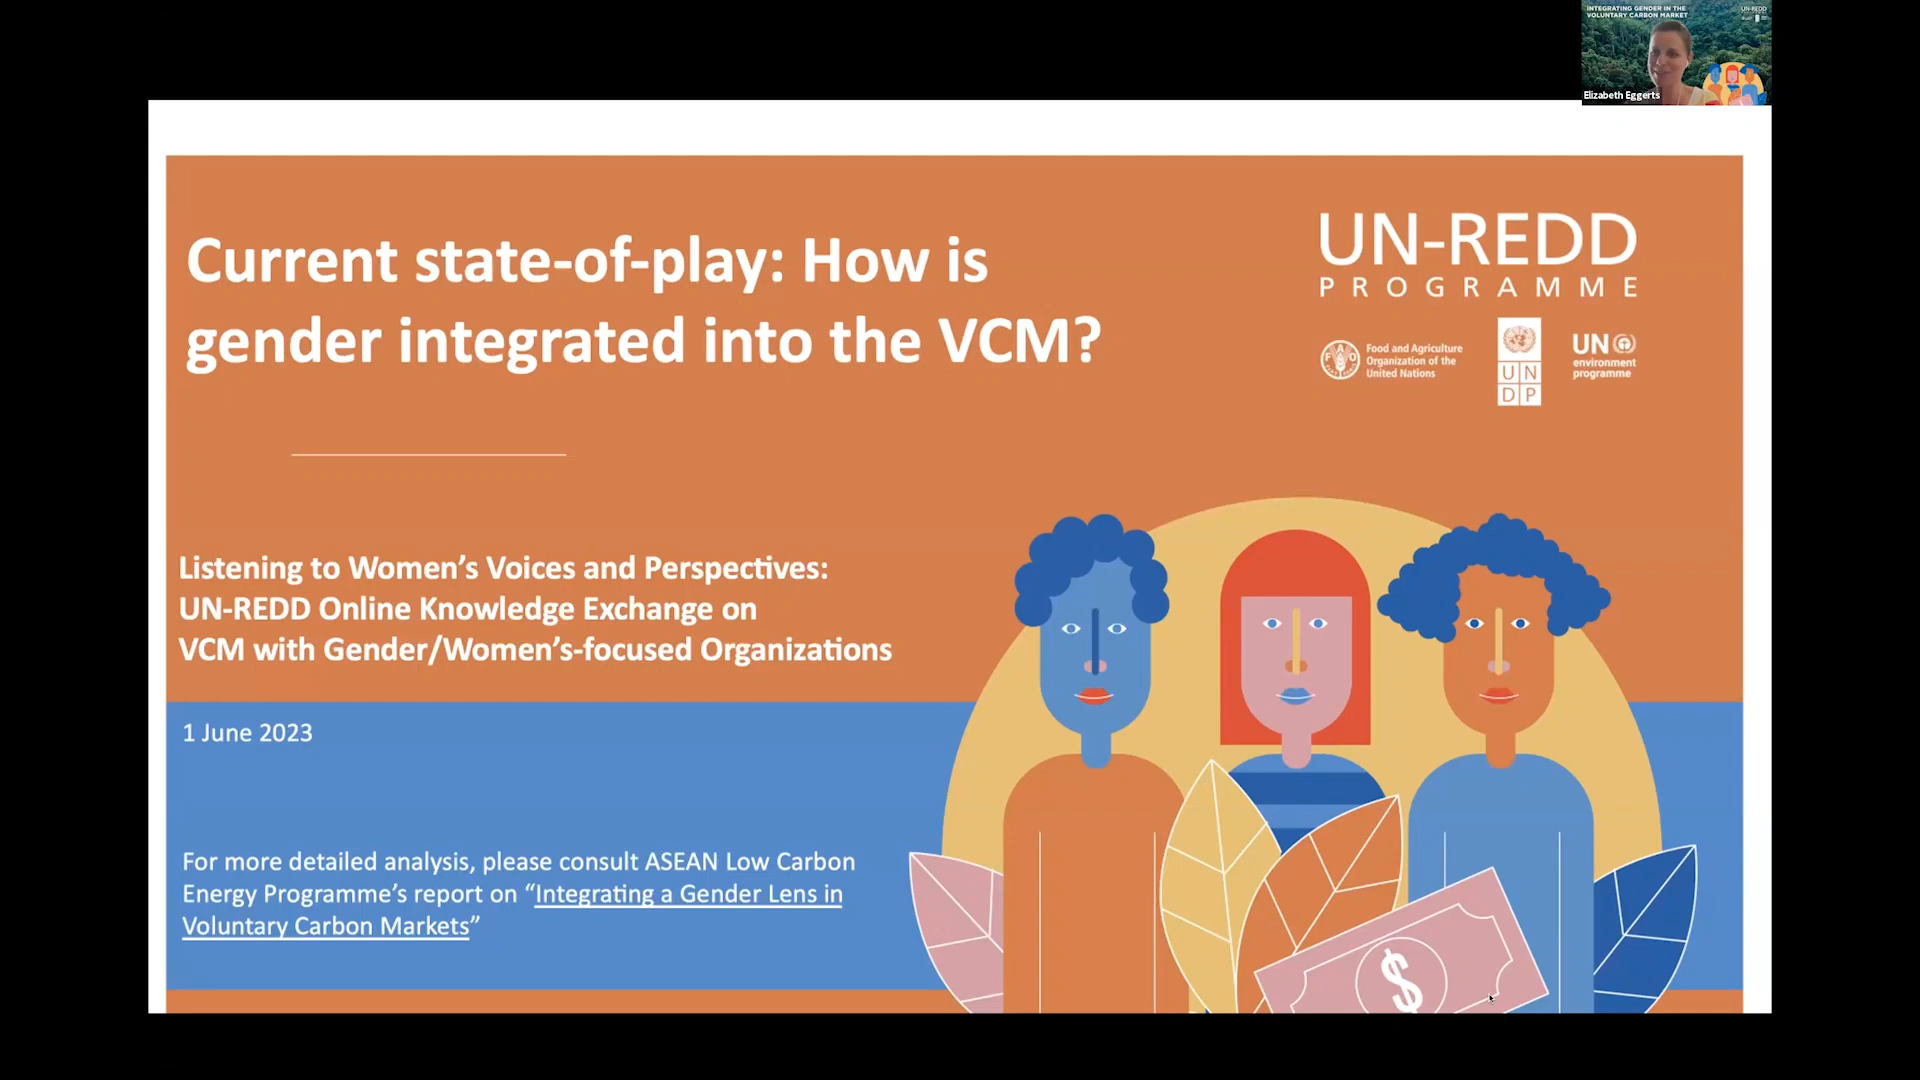 INTEGRATING GENDER IN THE
VOLUNTARY CARBON MARKET
UN-REDD
Elizabeth Eggerts
Current state-of-play: How is
gender integrated into the VCM?
UN-REDD
PROGRAMME
FAO
Food and Agriculture
Organization of the
United Nations
UN
DP
UN
environment
programme
Listening to Women's Voices and Perspectives:
UN-REDD Online Knowledge Exchange on
VCM with Gender/Women's-focused Organizations
1 June 2023
For more detailed analysis, please consult ASEAN Low Carbon
Energy Programme's report on "Integrating a Gender Lens in
Voluntary Carbon Markets"
$